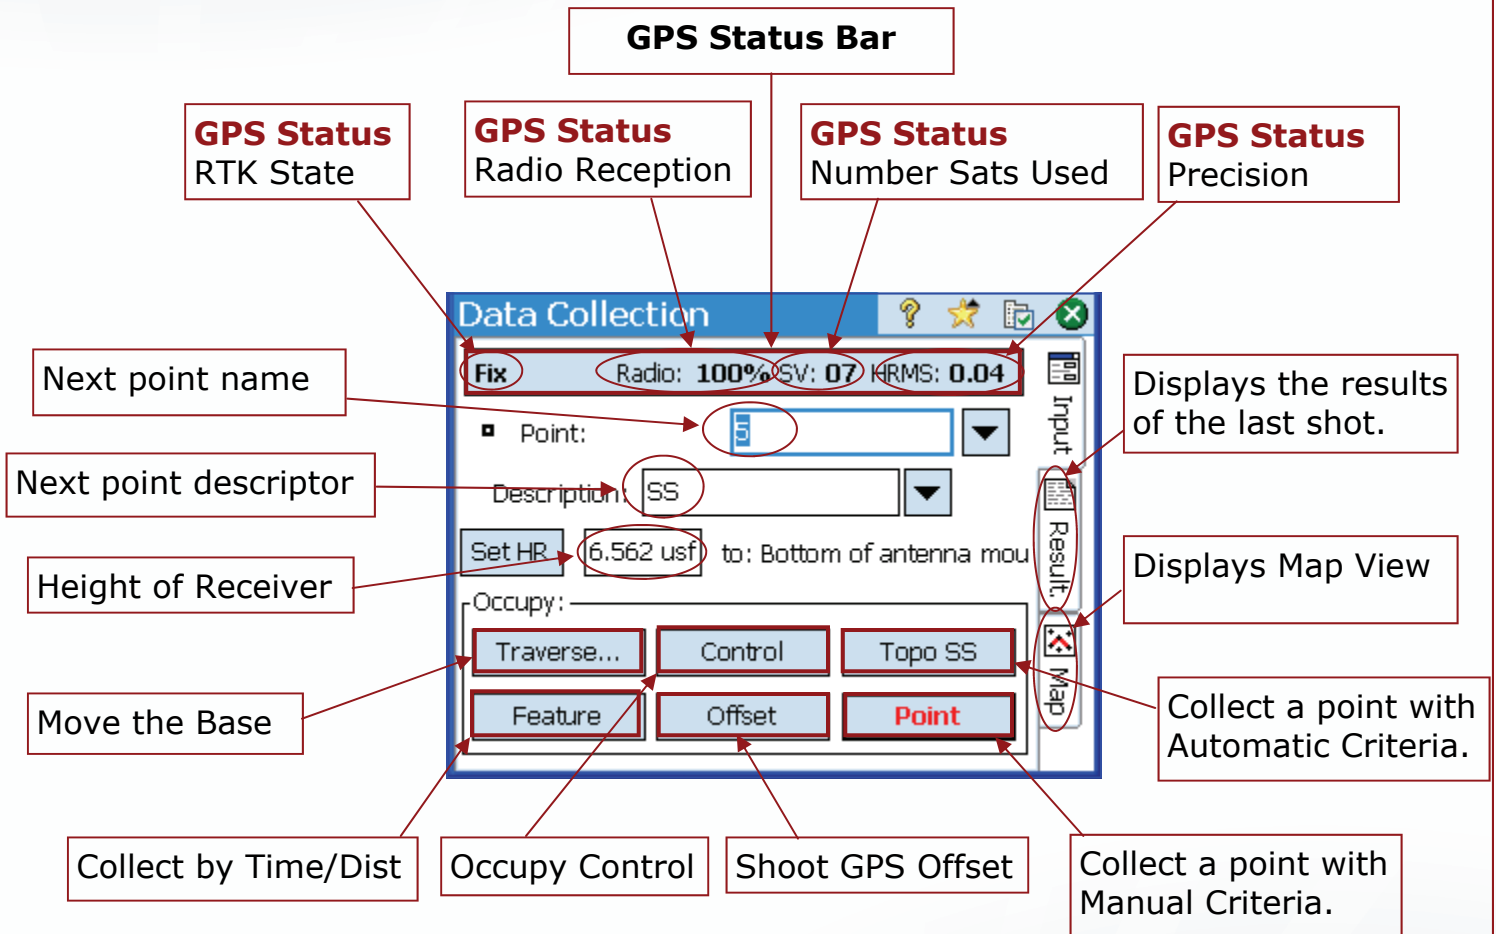 GPS Status Bar
GPS Status
RTK State
GPS Status
Radio Reception
GPS Status
Number Sats Used
GPS Status
Precision
Data Collection
Fix Radio: 100% SV: 07 HRMS: 0.04
Next point name
Point: 5
Next point descriptor
Description: SS
Set HR 6.562 usf to: Bottom of antenna mou
Height of Receiver
Occupy:
Traverse... Control Topo SS
Feature Offset Point
Move the Base
Input
Result.
Map
Displays the results
of the last shot.
Displays Map View
Collect a point with
Automatic Criteria.
Collect by Time/Dist
Occupy Control
Shoot GPS Offset
Collect a point with
Manual Criteria.